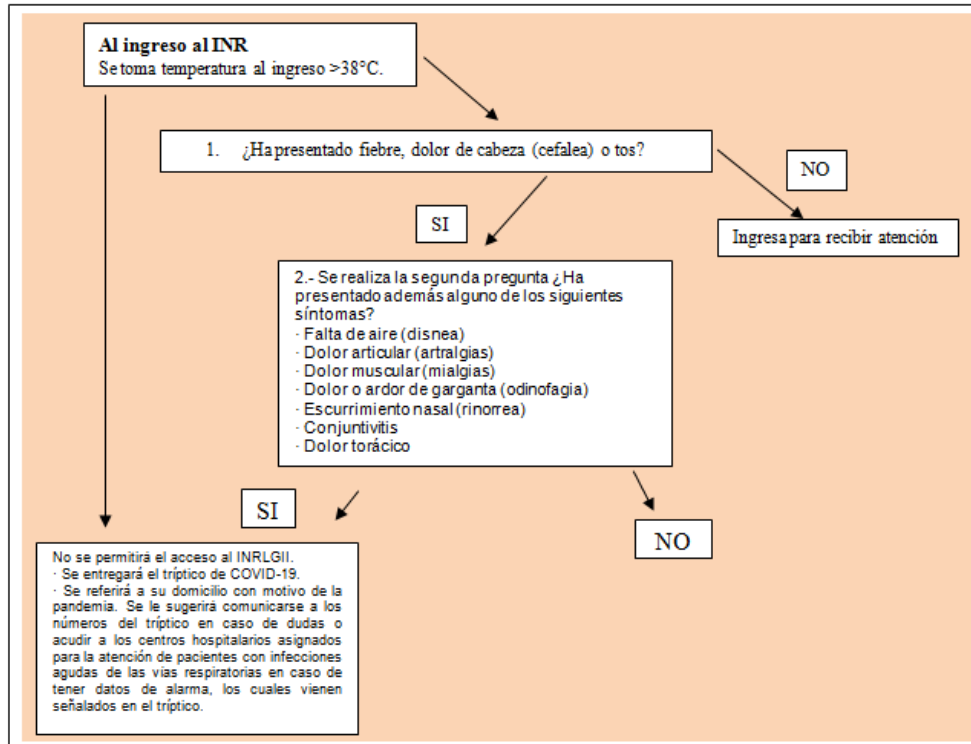 Al ingreso al INR
Se toma temperatura al ingreso >38°C.
1. ¿Ha presentado fiebre, dolor de cabeza (cefalea) o tos?
NO
SI
Ingresa para recibir atención
2.- Se realiza la segunda pregunta ¿Ha
presentado además alguno de los siguientes
síntomas?
· Falta de aire (disnea)
· Dolor articular (artralgias)
· Dolor muscular (mialgias)
· Dolor o ardor de garganta (odinofagia)
· Escurrimiento nasal (rinorrea)
· Conjuntivitis
· Dolor torácico
SI
NO
No se permitirá el acceso al INRLGII.
· Se entregará el tríptico de COVID-19.
· Se referirá a su domicilio con motivo de la
pandemia. Se le sugerirá comunicarse a los
números del tríptico en caso de dudas o
acudir a los centros hospitalarios asignados
para la atención de pacientes con infecciones
agudas de las vías respiratorias en caso de
tener datos de alarma, los cuales vienen
señalados en el tríptico.